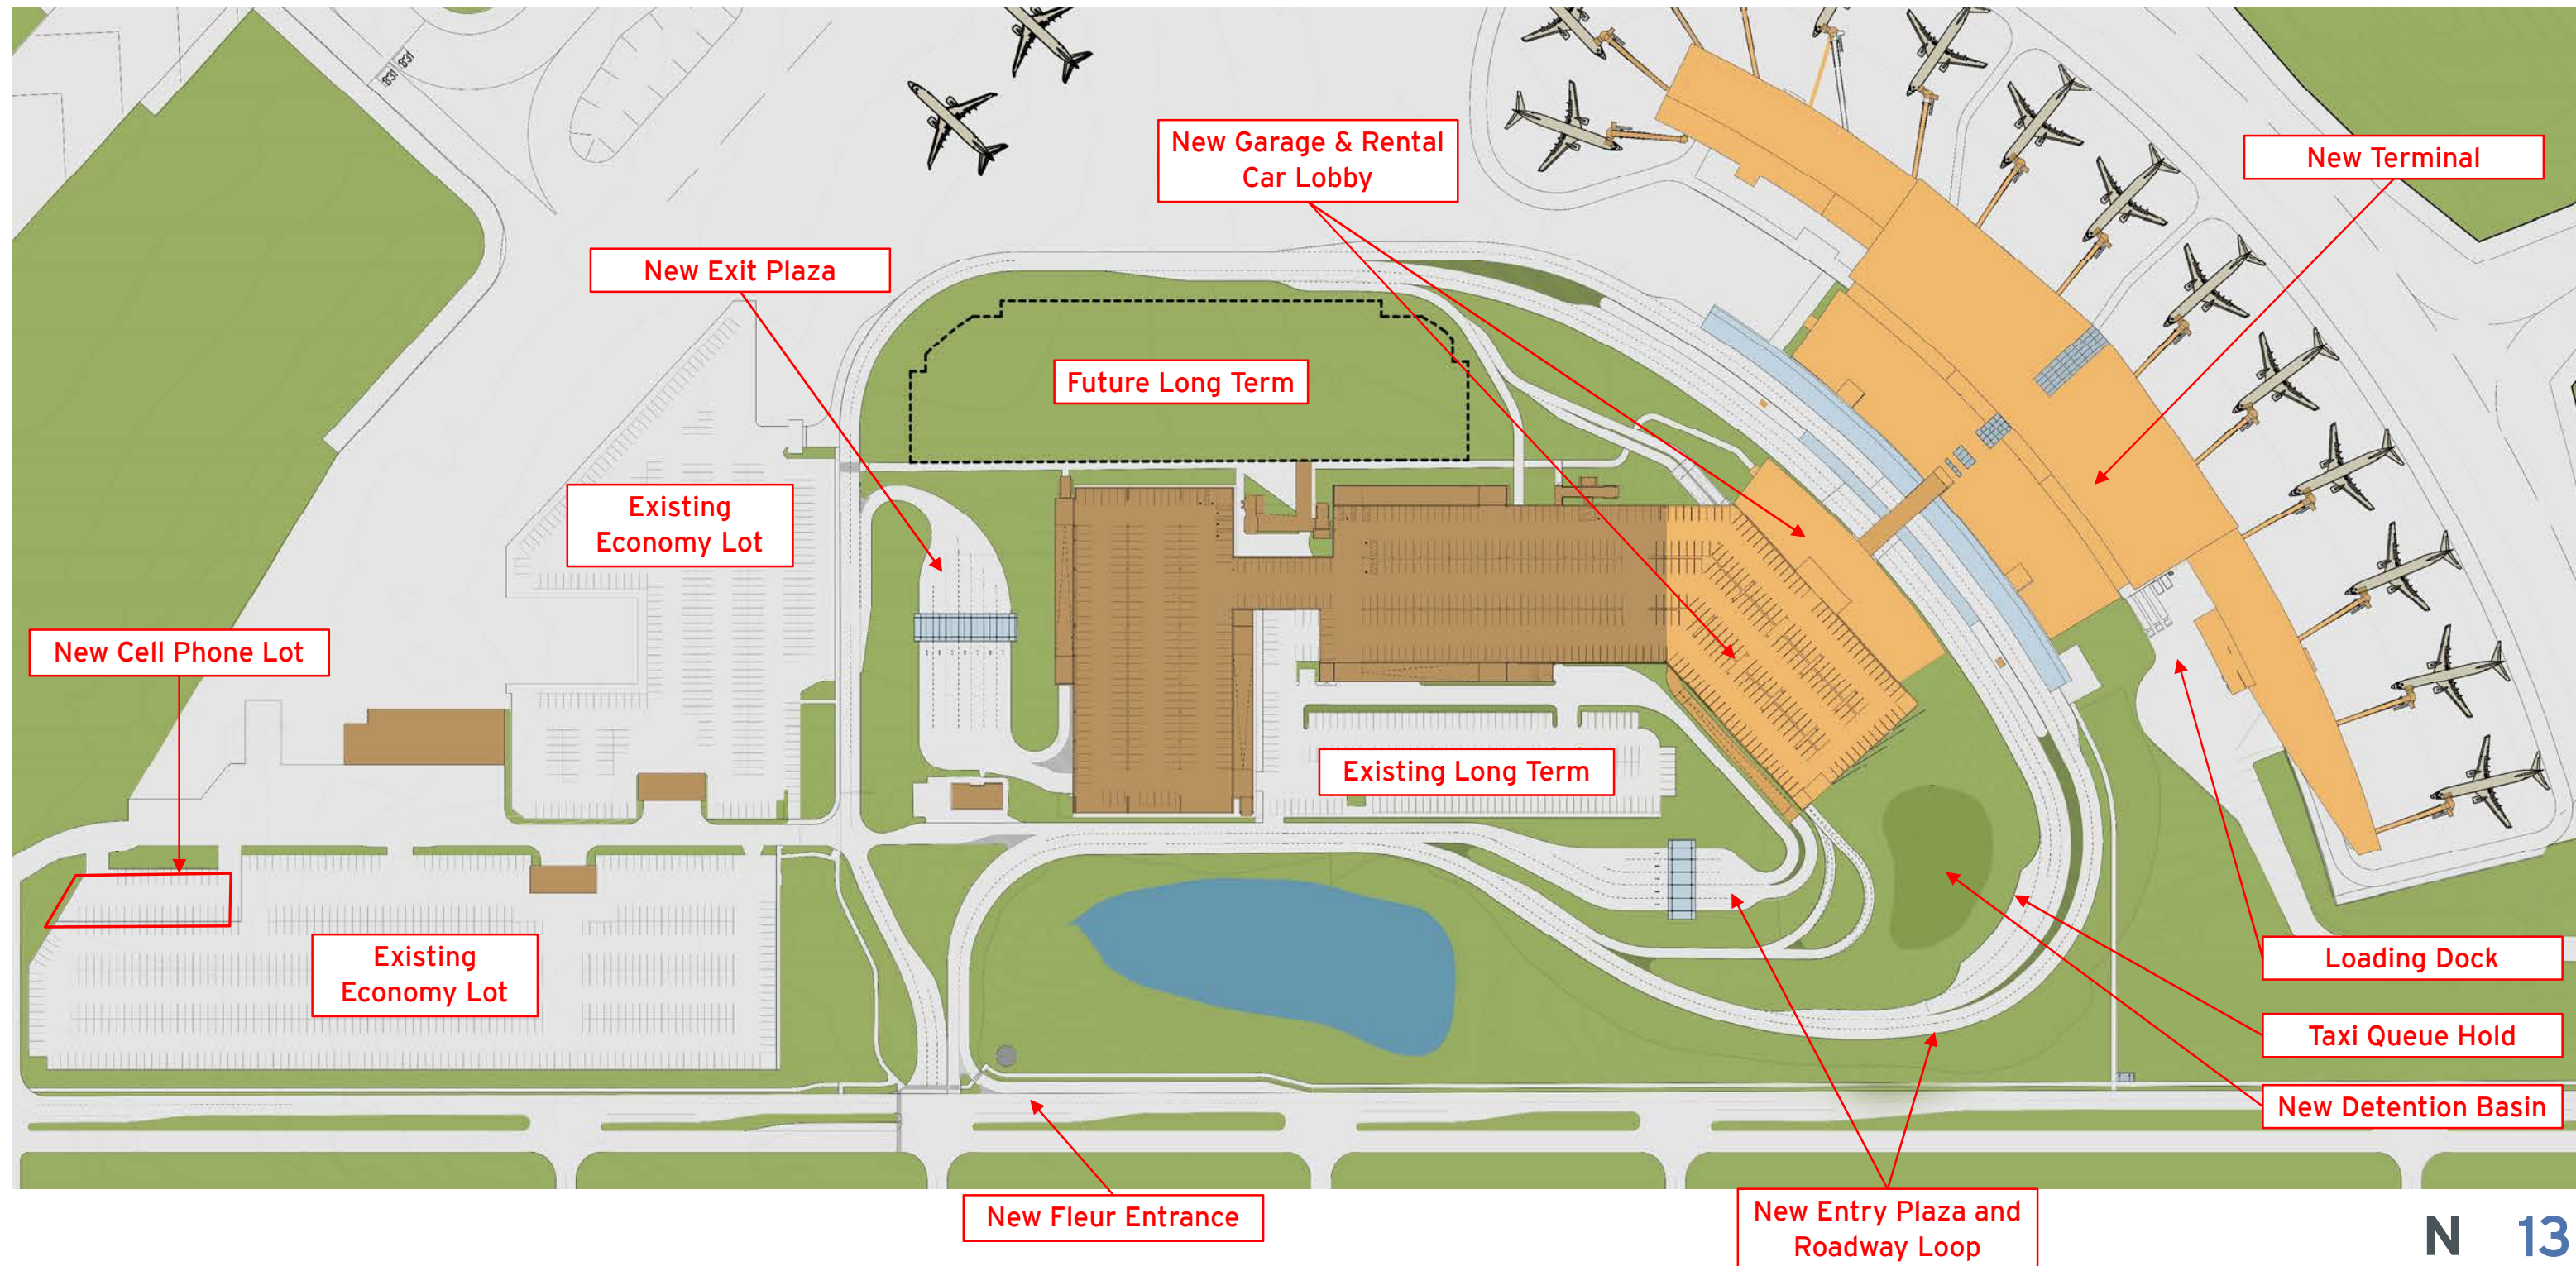 B31 B31
New Garage & Rental
Car Lobby
New Terminal
New Exit Plaza
Future Long Term
Existing
Economy Lot
New Cell Phone Lot
Existing Long Term
Existing
Economy Lot
Loading Dock
Taxi Queue Hold
New Detention Basin
New Fleur Entrance
New Entry Plaza and
Roadway Loop
N 13